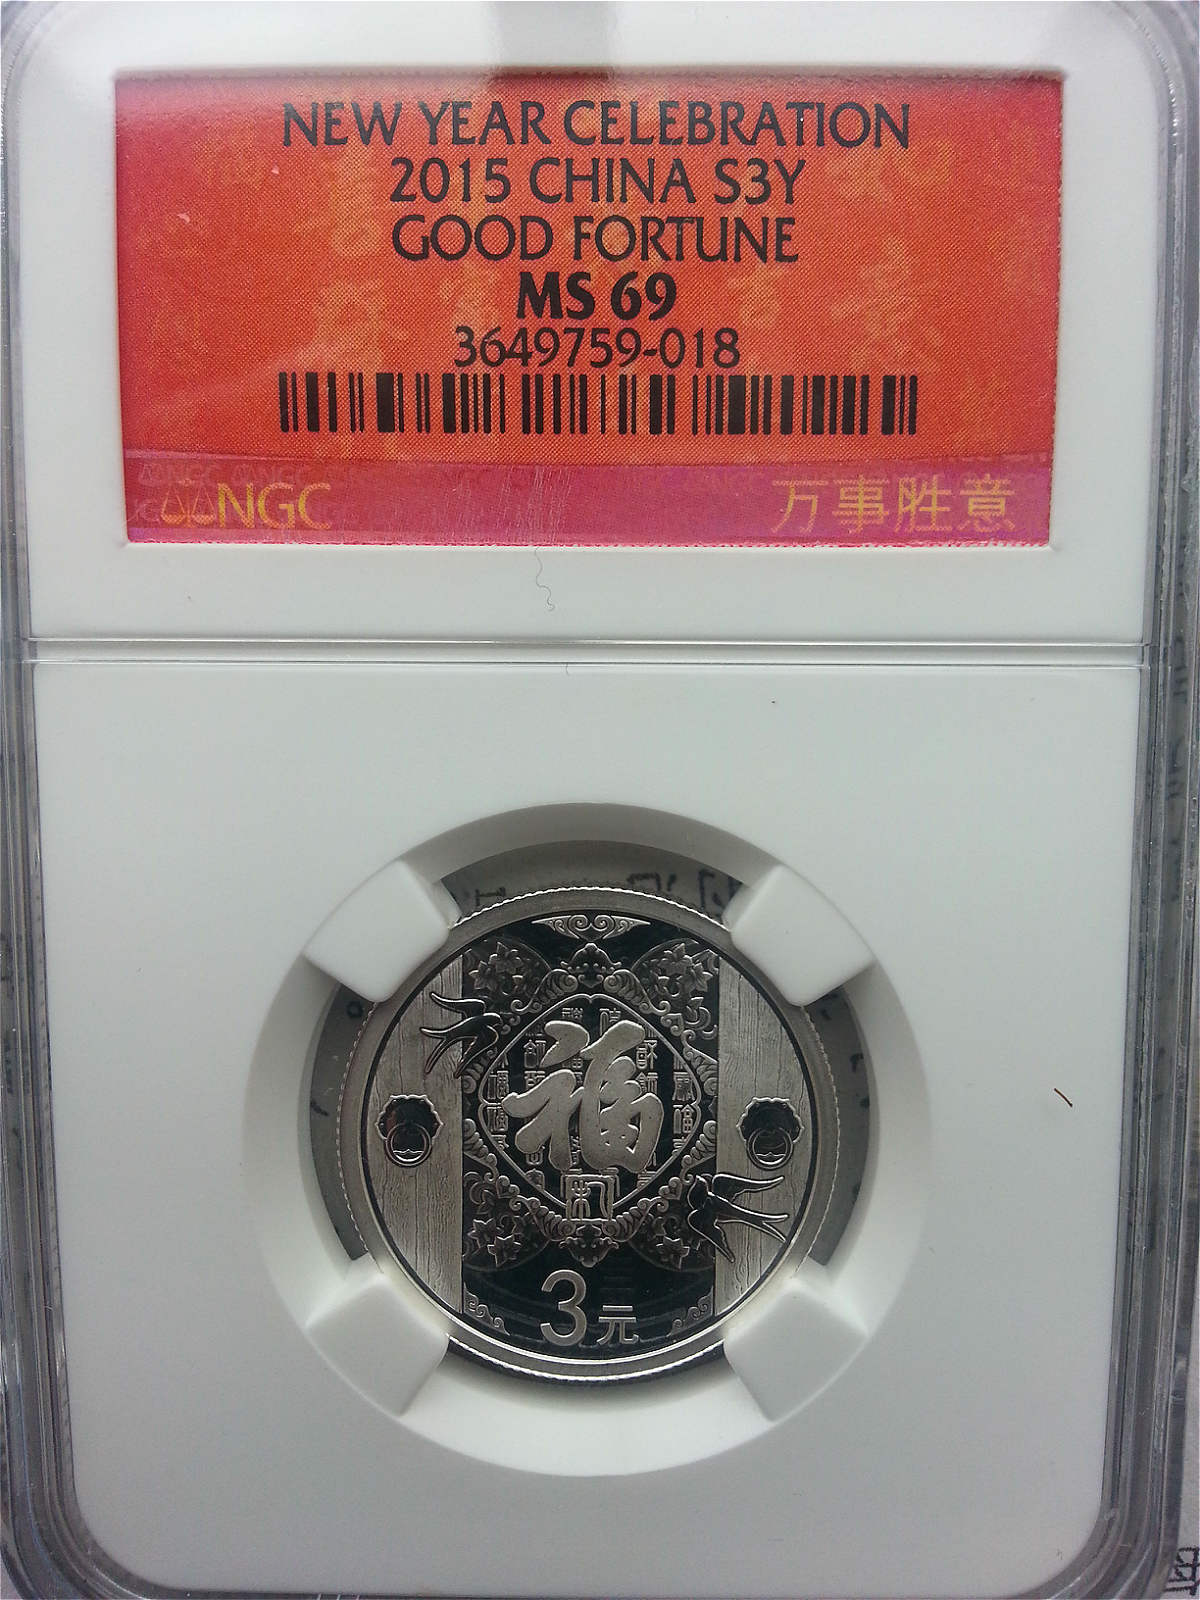 NEW YEAR CELEBRATION
2015 CHINA S3Y
GOOD FORTUNE
MS 69
3649759-018
NGC 万事胜意
福
3元